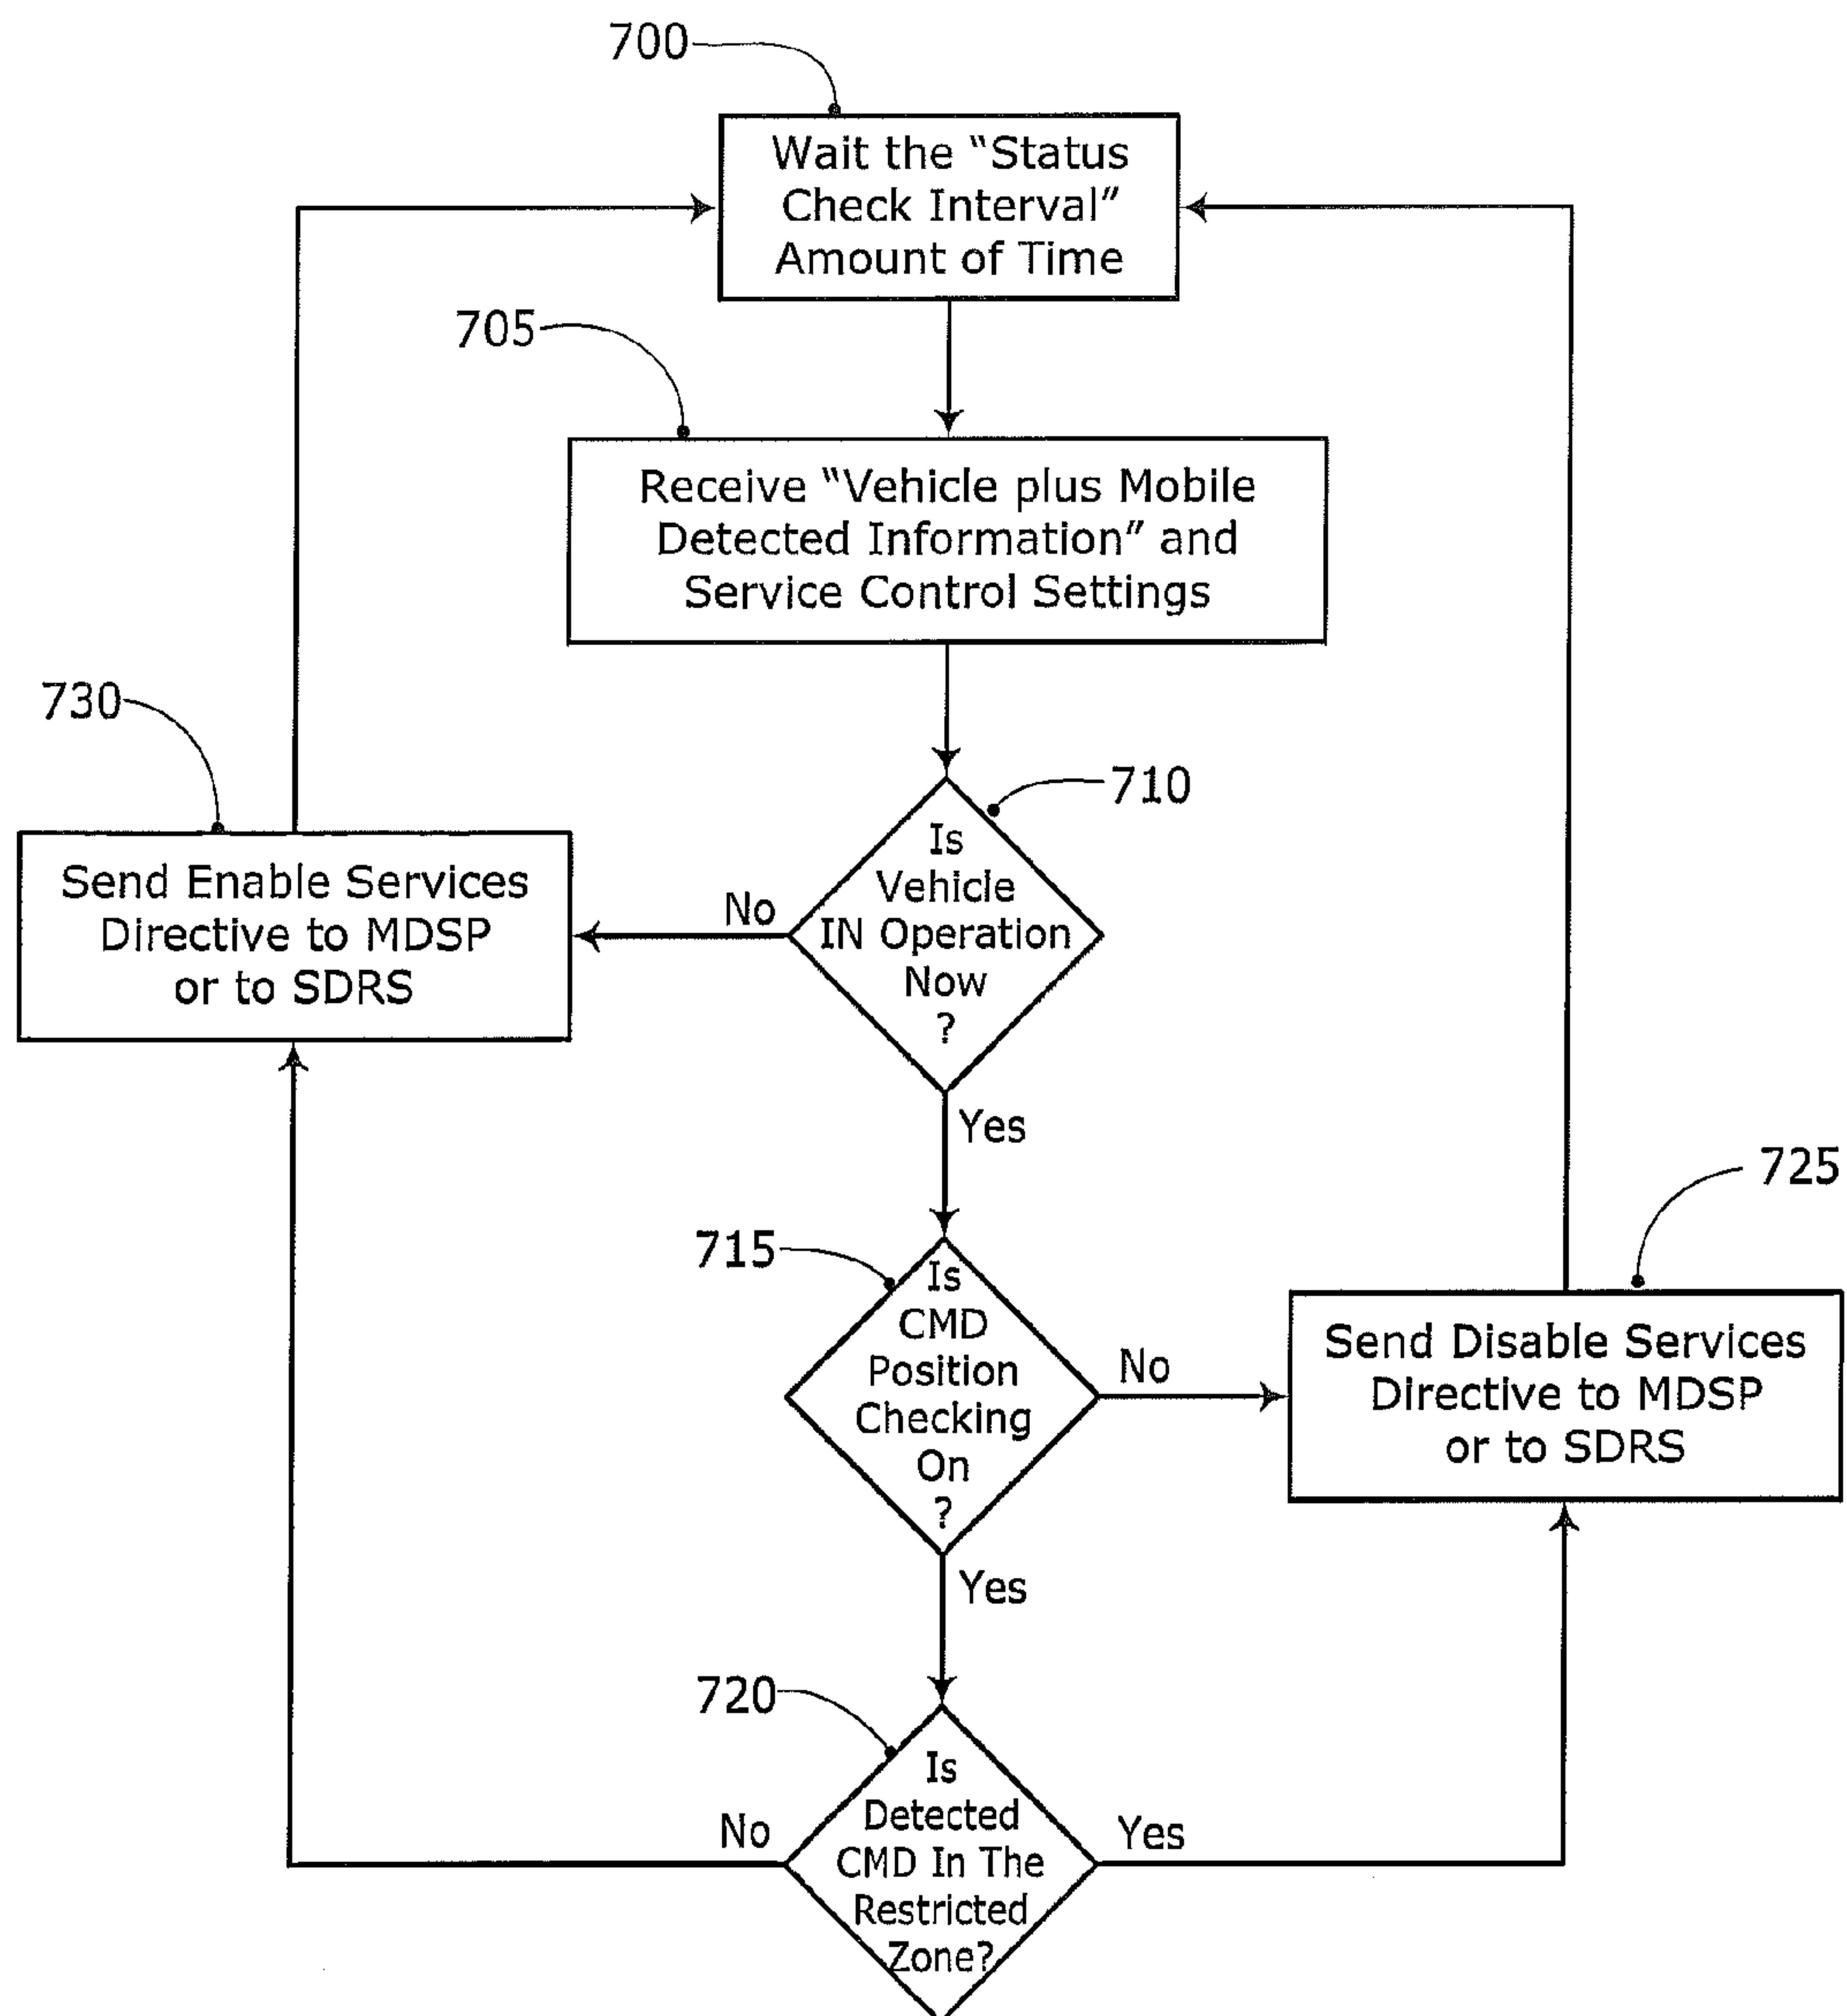 700
Wait the “Status
Check Interval”
Amount of Time
705
Receive “Vehicle plus Mobile
Detected Information” and
Service Control Settings
730
Send Enable Services
Directive to MDSP
or to SDRS
710
Is
Vehicle
IN Operation
Now
?
No
Yes
715
Is
CMD
Position
Checking
On
?
No
Yes
725
Send Disable Services
Directive to MDSP
or to SDRS
720
Is
Detected
CMD In The
Restricted
Zone?
No
Yes